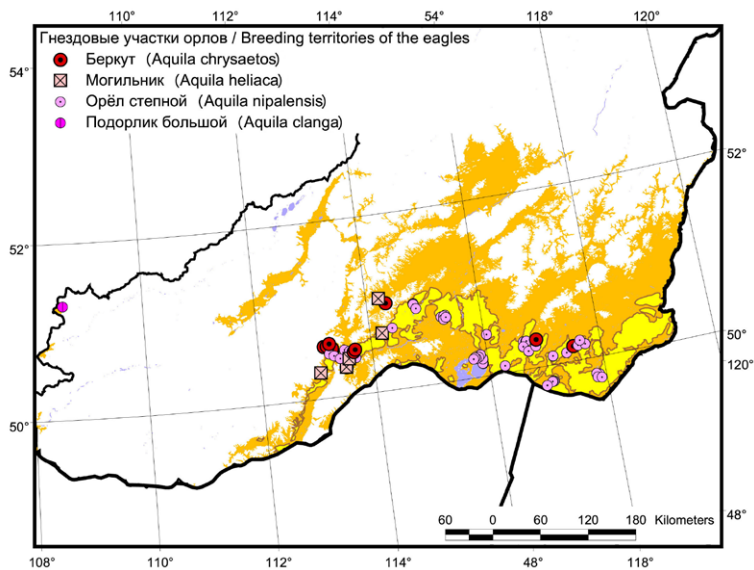 110° 112° 114° 54° 118° 120°
Гнездовые участки орлов / Breeding territories of the eagles
Беркут (Aquila chrysaetos)
Могильник (Aquila heliaca)
Орёл степной (Aquila nipalensis)
Подорлик большой (Aquila clanga)
54°
52°
52°
50°
120°
50°
48°
60 0 60 120 180 Kilometers
108° 110° 112° 114° 48° 118°